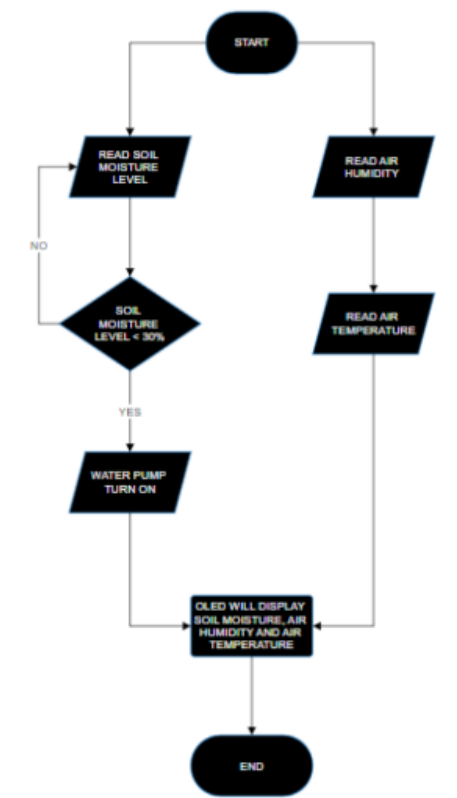 START
READ SOIL
MOISTURE
LEVEL
READ AIR
HUMIDITY
NO
SOIL
MOISTURE
LEVEL < 30%
READ AIR
TEMPERATURE
YES
WATER PUMP
TURN ON
OLED WILL DISPLAY
SOIL MOISTURE, AIR
HUMIDITY AND AIR
TEMPERATURE
END